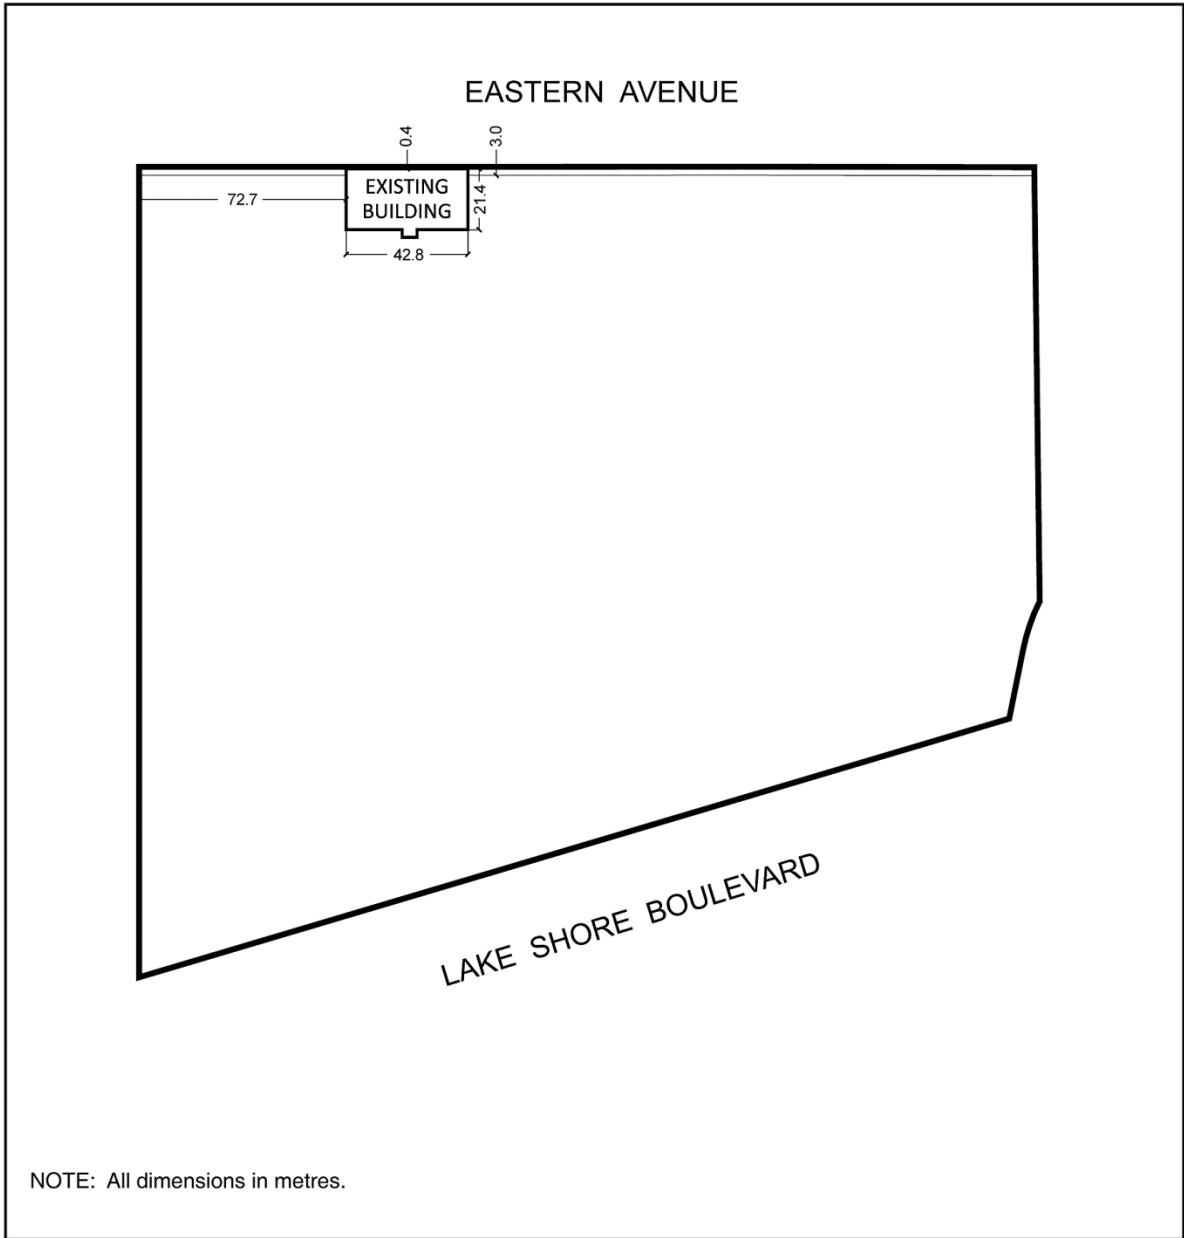 EASTERN AVENUE
0.4
3.0
EXISTING
BUILDING
72.7
21.4
42.8
LAKE SHORE BOULEVARD
NOTE: All dimensions in metres.